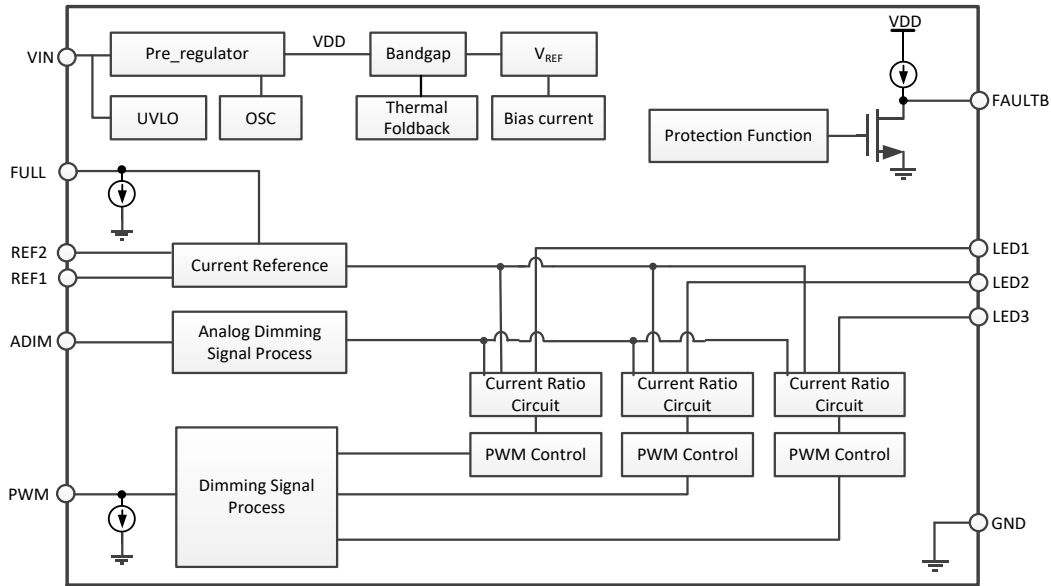 VDD
VIN
Pre_regulator
VDD
Bandgap
VREF
UVLO
OSC
Thermal
Foldback
Bias current
FAULTB
Protection Function
FULL
REF2
REF1
Current Reference
LED1
LED2
LED3
ADIM
Analog Dimming
Signal Process
Current Ratio
Circuit
Current Ratio
Circuit
Current Ratio
Circuit
PWM Control
PWM Control
PWM Control
PWM
Dimming Signal
Process
GND